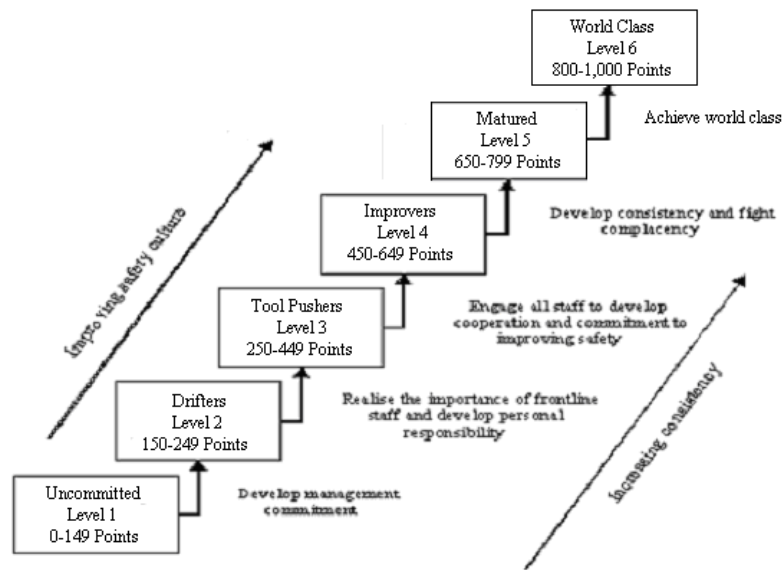 World Class
Level 6
800-1,000 Points
Achieve world class
Matured
Level 5
650-799 Points
Develop consistency and fight
complacency
Improvers
Level 4
450-649 Points
Engage all staff to develop
cooperation and commitment to
improving safety
Tool Pushers
Level 3
250-449 Points
Realise the importance of frontline
staff and develop personal
responsibility
Drifters
Level 2
150-249 Points
Develop management
commitment
Uncommitted
Level 1
0-149 Points
Improving safety culture
Increasing consistency